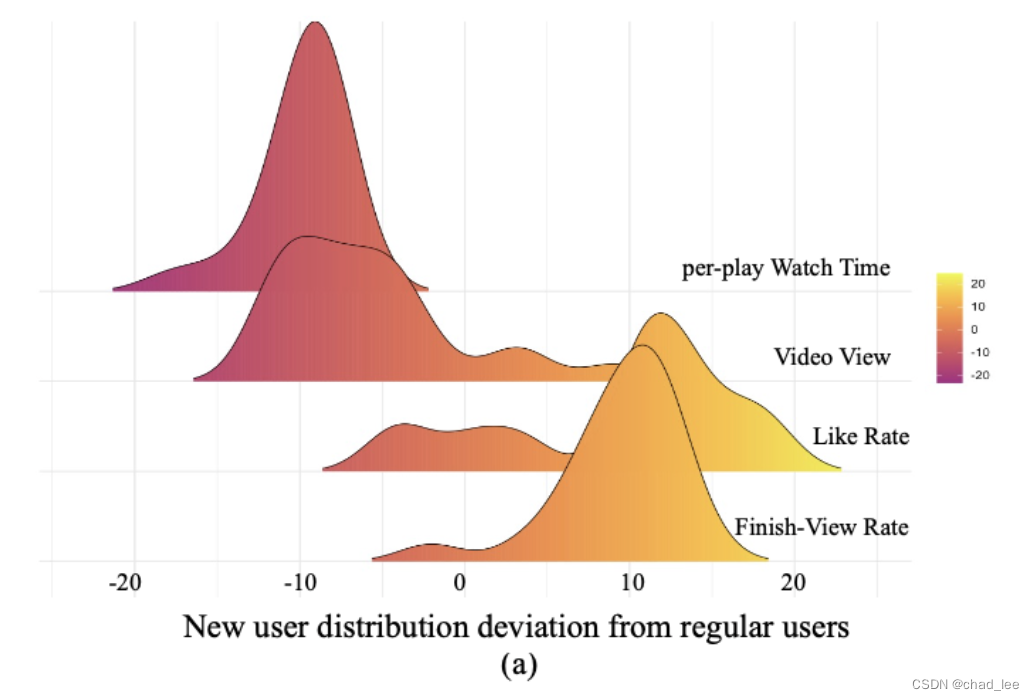 per-play Watch Time
Video View
Like Rate
Finish-View Rate
20
10
0
-10
-20
-20 -10 0 10 20
New user distribution deviation from regular users
(a)
CSDN @chad_lee